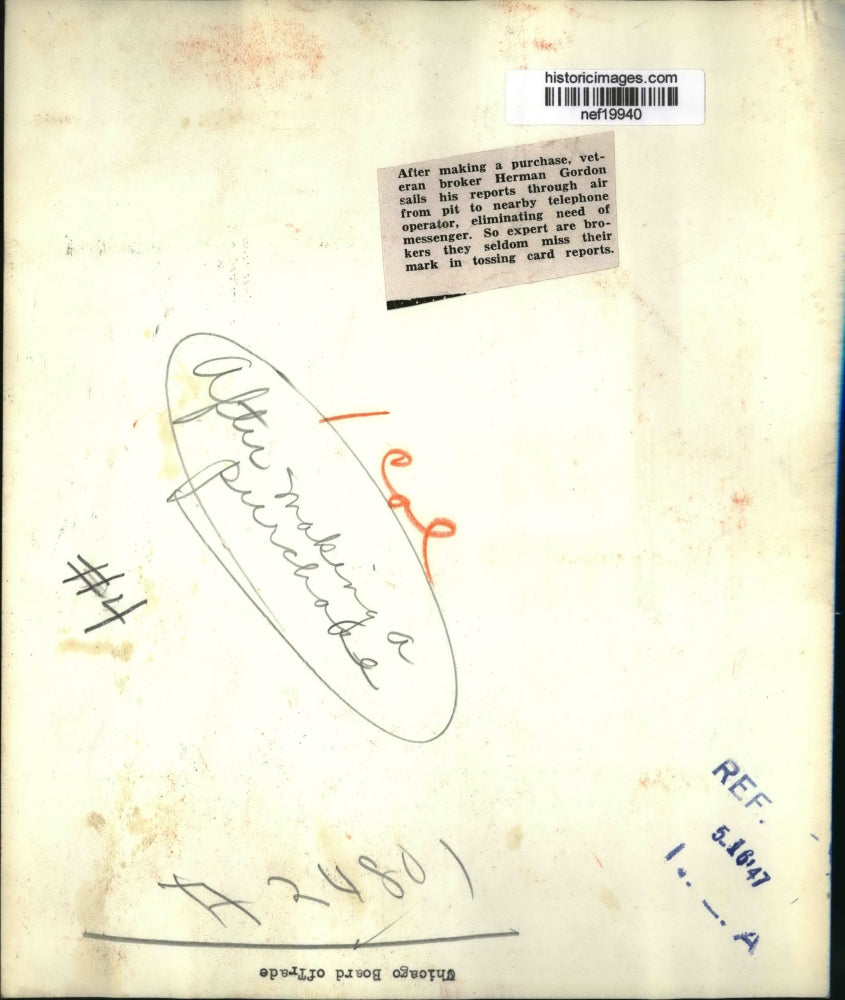 historicimages.com
nef19940
After making a purchase, vet-
eran broker Herman Gordon
sails his reports through air
from pit to nearby telephone
operator, eliminating need of
messenger. So expert are bro-
kers they seldom miss their
mark in tossing card reports.
After making a
purchase
1 col
#4
REF.
5.16'47
A
Chicago Board ofTrade